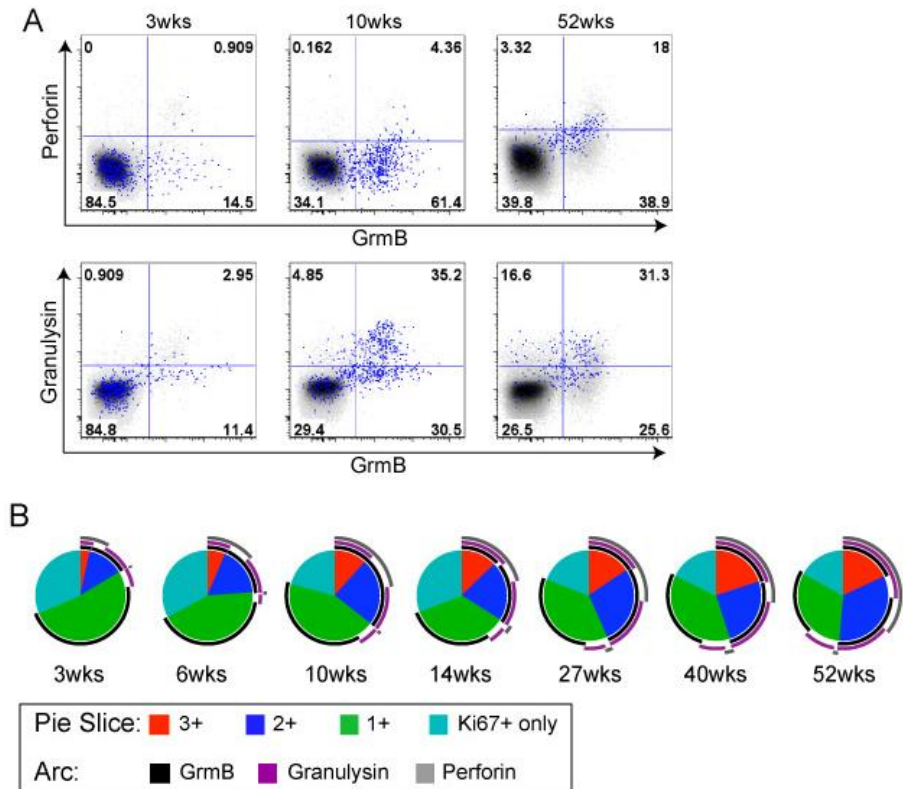 A
3wks 10wks 52wks
0 0.909 0.162 4.36 3.32 18
Perforin
84.5 14.5 34.1 61.4 39.8 38.9
GrmB
0.909 2.95 4.85 35.2 16.6 31.3
Granulysin
84.8 11.4 29.4 30.5 26.5 25.6
GrmB
B
3wks 6wks 10wks 14wks 27wks 40wks 52wks
Pie Slice: 3+ 2+ 1+ Ki67+ only
Arc: GrmB Granulysin Perforin